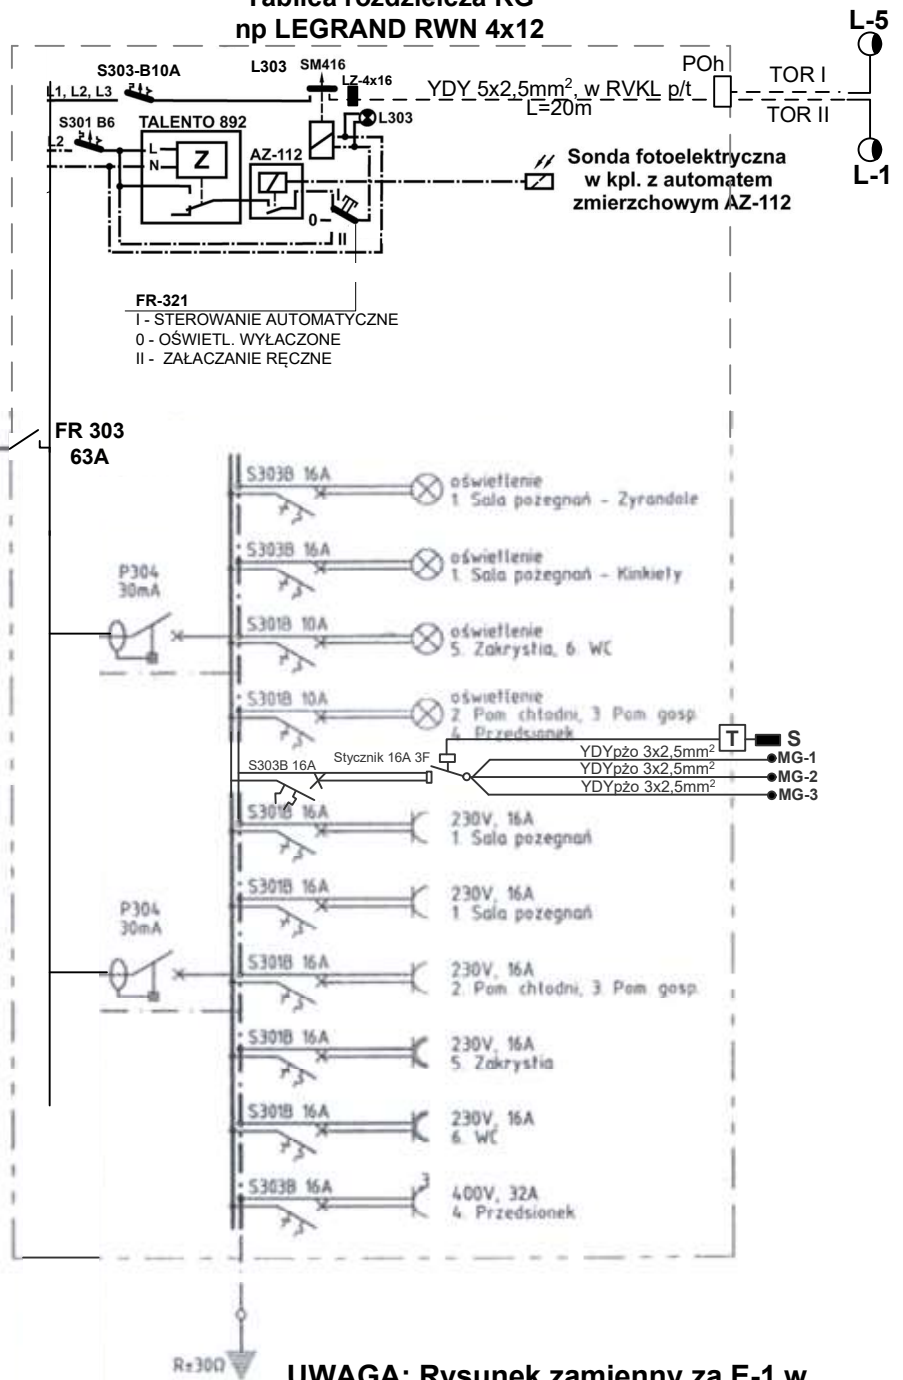 Tablica rozdzielcza RG
np LEGRAND RWN 4x12
L-5
S303-B10A
L303
SM416
LZ-4x16
POh
TOR I
L1, L2, L3
YDY 5x2,5mm², w RVKL p/t
L=20m
TOR II
S301 B6
TALENTO 892
L303
L2
L
N
Z
AZ-112
L-1
Sonda fotoelektryczna
w kpl. z automatem
zmierzchowym AZ-112
I
0
II
FR-321
I - STEROWANIE AUTOMATYCZNE
0 - OŚWIETL. WYŁACZONE
II - ZAŁACZANIE RĘCZNE
FR 303
63A
S303B 16A
oświetlenie
1. Sala pozegnań - Zyrandole
S303B 16A
oświetlenie
1. Sala pozegnań - Kinkiety
P304
30mA
S301B 10A
oświetlenie
5. Zakrystia, 6. WC
S301B 10A
oświetlenie
2. Pom chłodni, 3. Pom gosp.
4. Przedsionek
T
S
S303B 16A
Stycznik 16A 3F
YDYpżo 3x2,5mm²
MG-1
YDYpżo 3x2,5mm²
MG-2
YDYpżo 3x2,5mm²
MG-3
S301B 16A
230V, 16A
1. Sala pozegnań
S301B 16A
230V, 16A
1. Sala pozegnań
P304
30mA
S301B 16A
230V, 16A
2. Pom chłodni, 3. Pom gosp.
S301B 16A
230V, 16A
5. Zakrystia
S301B 16A
230V, 16A
6. WC
S303B 16A
3
400V, 32A
4. Przedsionek
R±30Ω
UWAGA: Rysunek zamienny za E-1 w